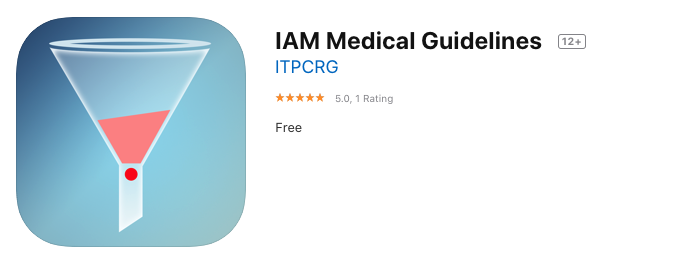 IAM Medical Guidelines 12+
ITPCRG
5.0, 1 Rating
Free